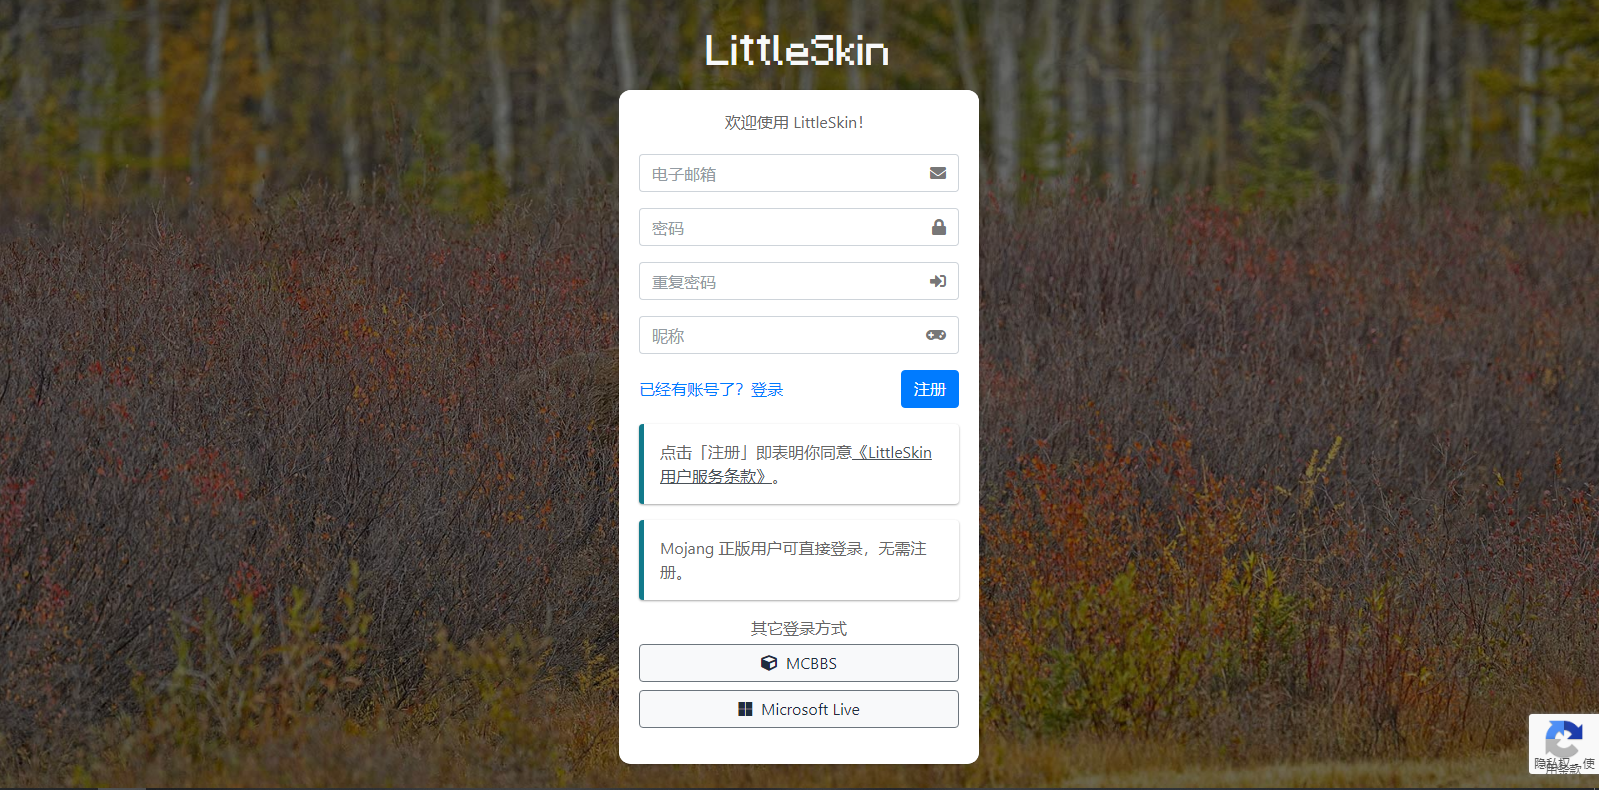 LittleSkin
欢迎使用 LittleSkin！
电子邮箱
密码
重复密码
昵称
已经有账号了？登录
注册
点击「注册」即表明你同意《LittleSkin
用户服务条款》。
Mojang 正版用户可直接登录，无需注
册。
其它登录方式
MCBBS
Microsoft Live
隐私权 - 使
用条款